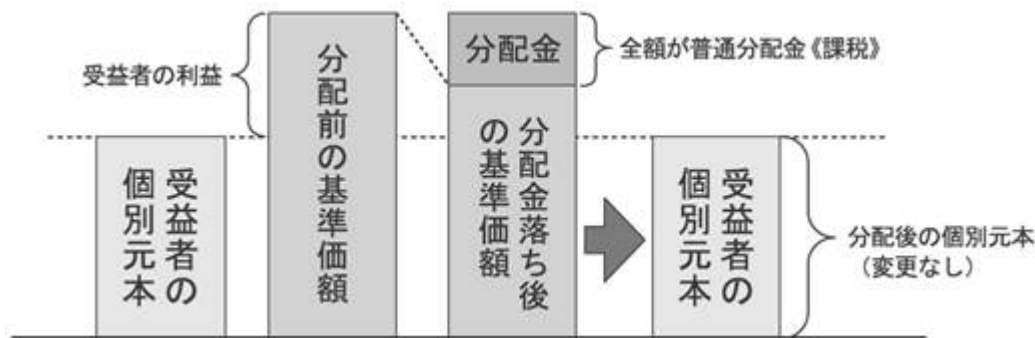 受益者の利益
受益者の
個別元本
分配前の基準価額
分配金
全額が普通分配金《課税》
分配金落ち後
の基準価額
受益者の
個別元本
分配後の個別元本
（変更なし）